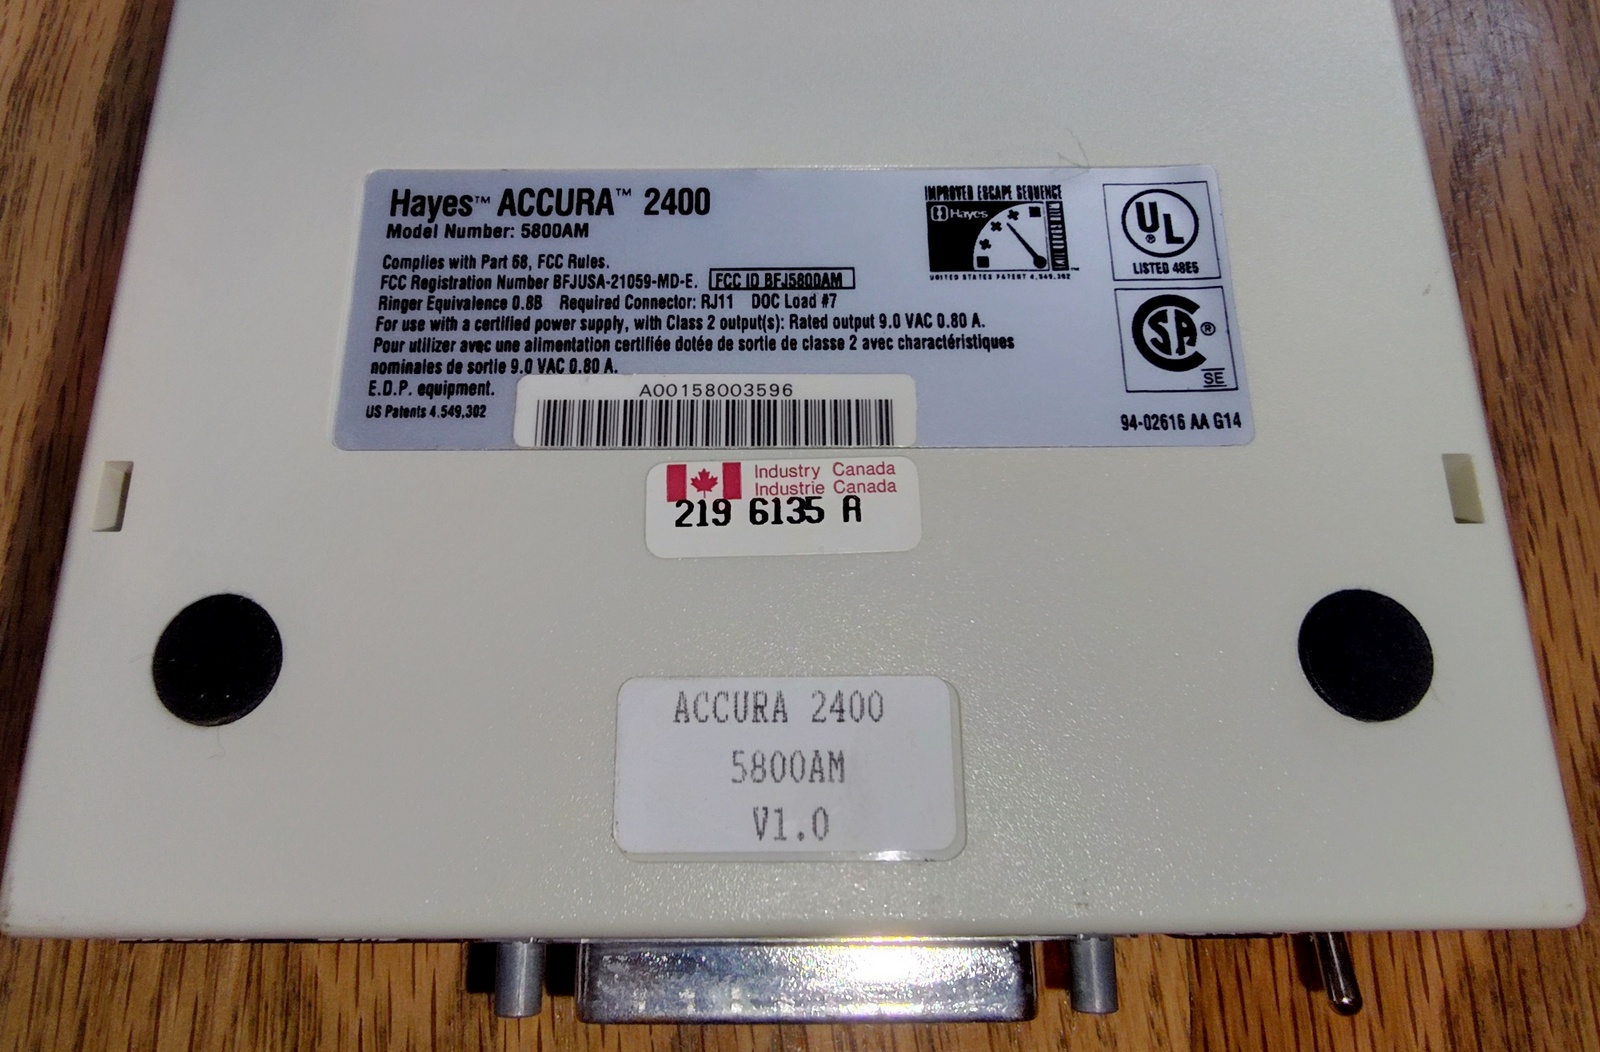 Hayes™ ACCURA™ 2400
Model Number: 5800AM
Complies with Part 68, FCC Rules.
FCC Registration Number BFJUSA-21059-MD-E. FCC ID BFJ5800AM
Ringer Equivalence 0.8B Required Connector: RJ11 DOC Load #7
For use with a certified power supply, with Class 2 output(s): Rated output 9.0 VAC 0.80 A.
Pour utilizer avec une alimentation certifiée dotée de sortie de classe 2 avec charactéristiques
nominales de sortie 9.0 VAC 0.80 A.
E.D.P. equipment.
US Patents 4,549,302
A00158003596
IMPROVED ESCAPE SEQUENCE
Hayes
UNITED STATES PATENT 4,549,302
UL ®
LISTED 48E5
SA ®
SE
94-02616 AA G14
Industry Canada
Industrie Canada
219 6135 A
ACCURA 2400
5800AM
V1.0